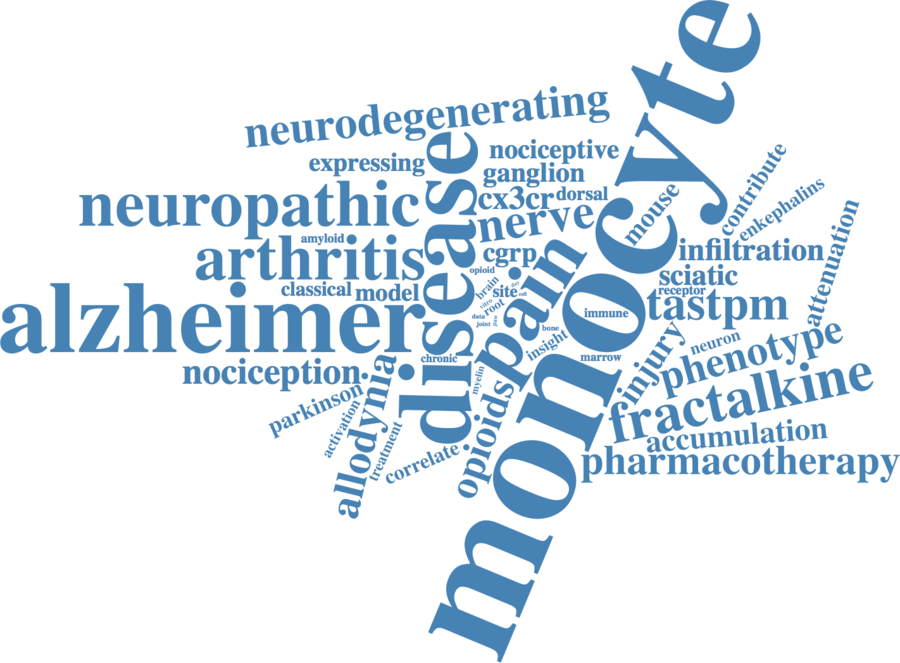 monocyte
neurodegenerating
disease
expressing
nociceptive
ganglion
neuropathic
cx3cr
dorsal
nerve
mouse
contribute
enkephalins
amyloid
arthritis
cgrp
infiltration
attenuation
opioid
pain
sciatic
classical
model
brain
site
receptor
root
tastpm
alzheimer
data
joint
immune
bone
insight
marrow
neuron
injury
phenotype
chronic
nociception
myelin
parkinson
allodynia
opioids
fractalkine
activation
treatment
correlate
accumulation
pharmacotherapy